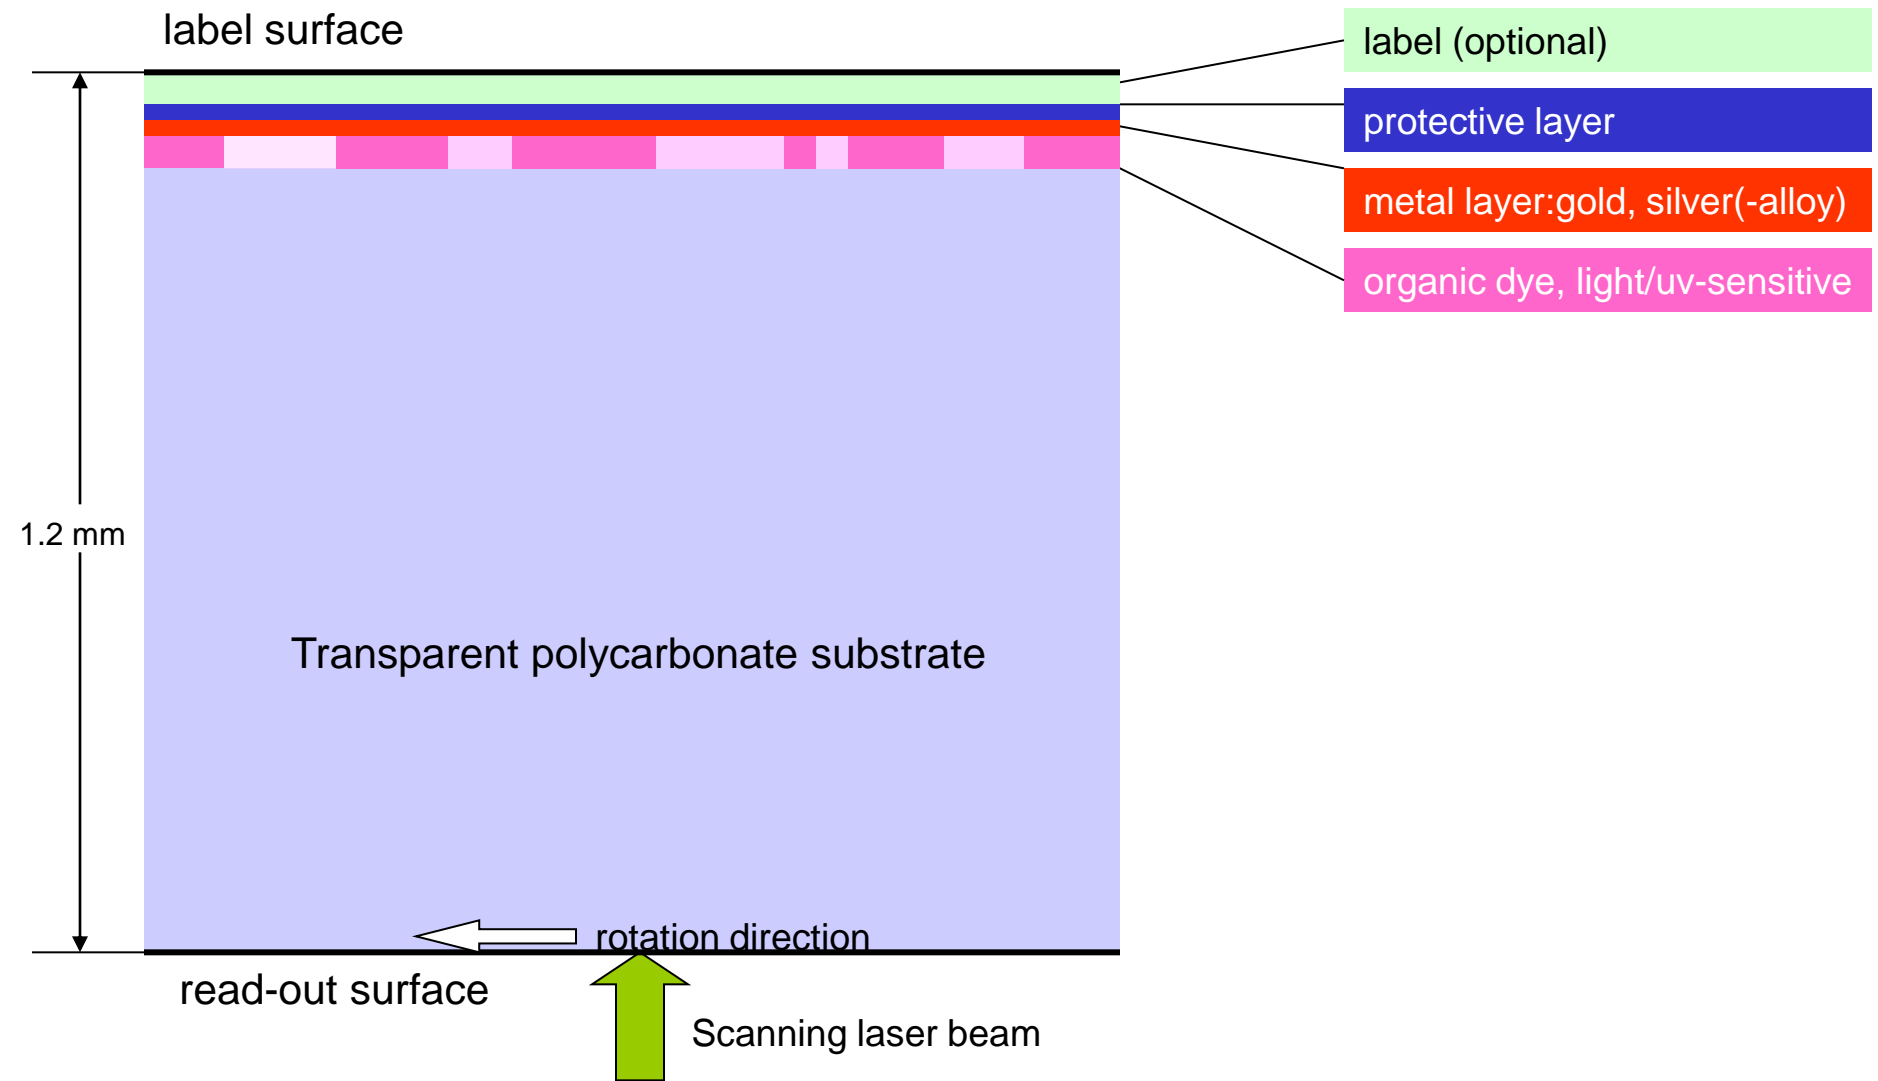 label surface
label (optional)
protective layer
metal layer:gold, silver(-alloy)
organic dye, light/uv-sensitive
1.2 mm
Transparent polycarbonate substrate
rotation direction
read-out surface
Scanning laser beam